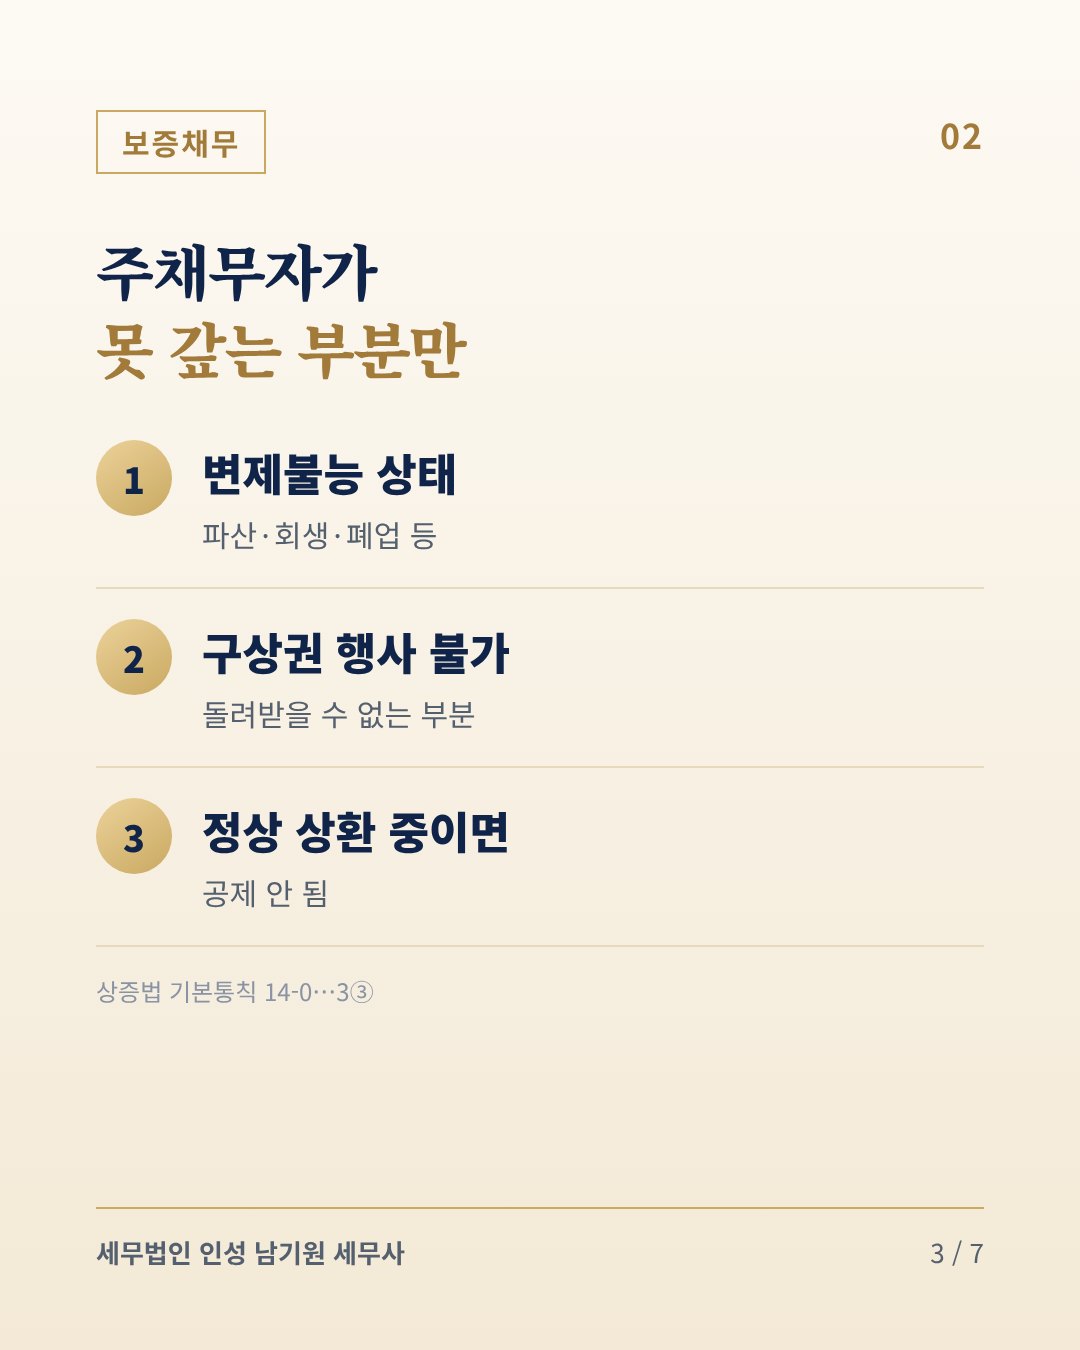 보증채무
02
주채무자가
못 갚는 부분만
1
변제불능 상태
파산·회생·폐업 등
2
구상권 행사 불가
돌려받을 수 없는 부분
3
정상 상환 중이면
공제 안 됨
상증법 기본통칙 14-0…3③
세무법인 인성 남기원 세무사
3 / 7